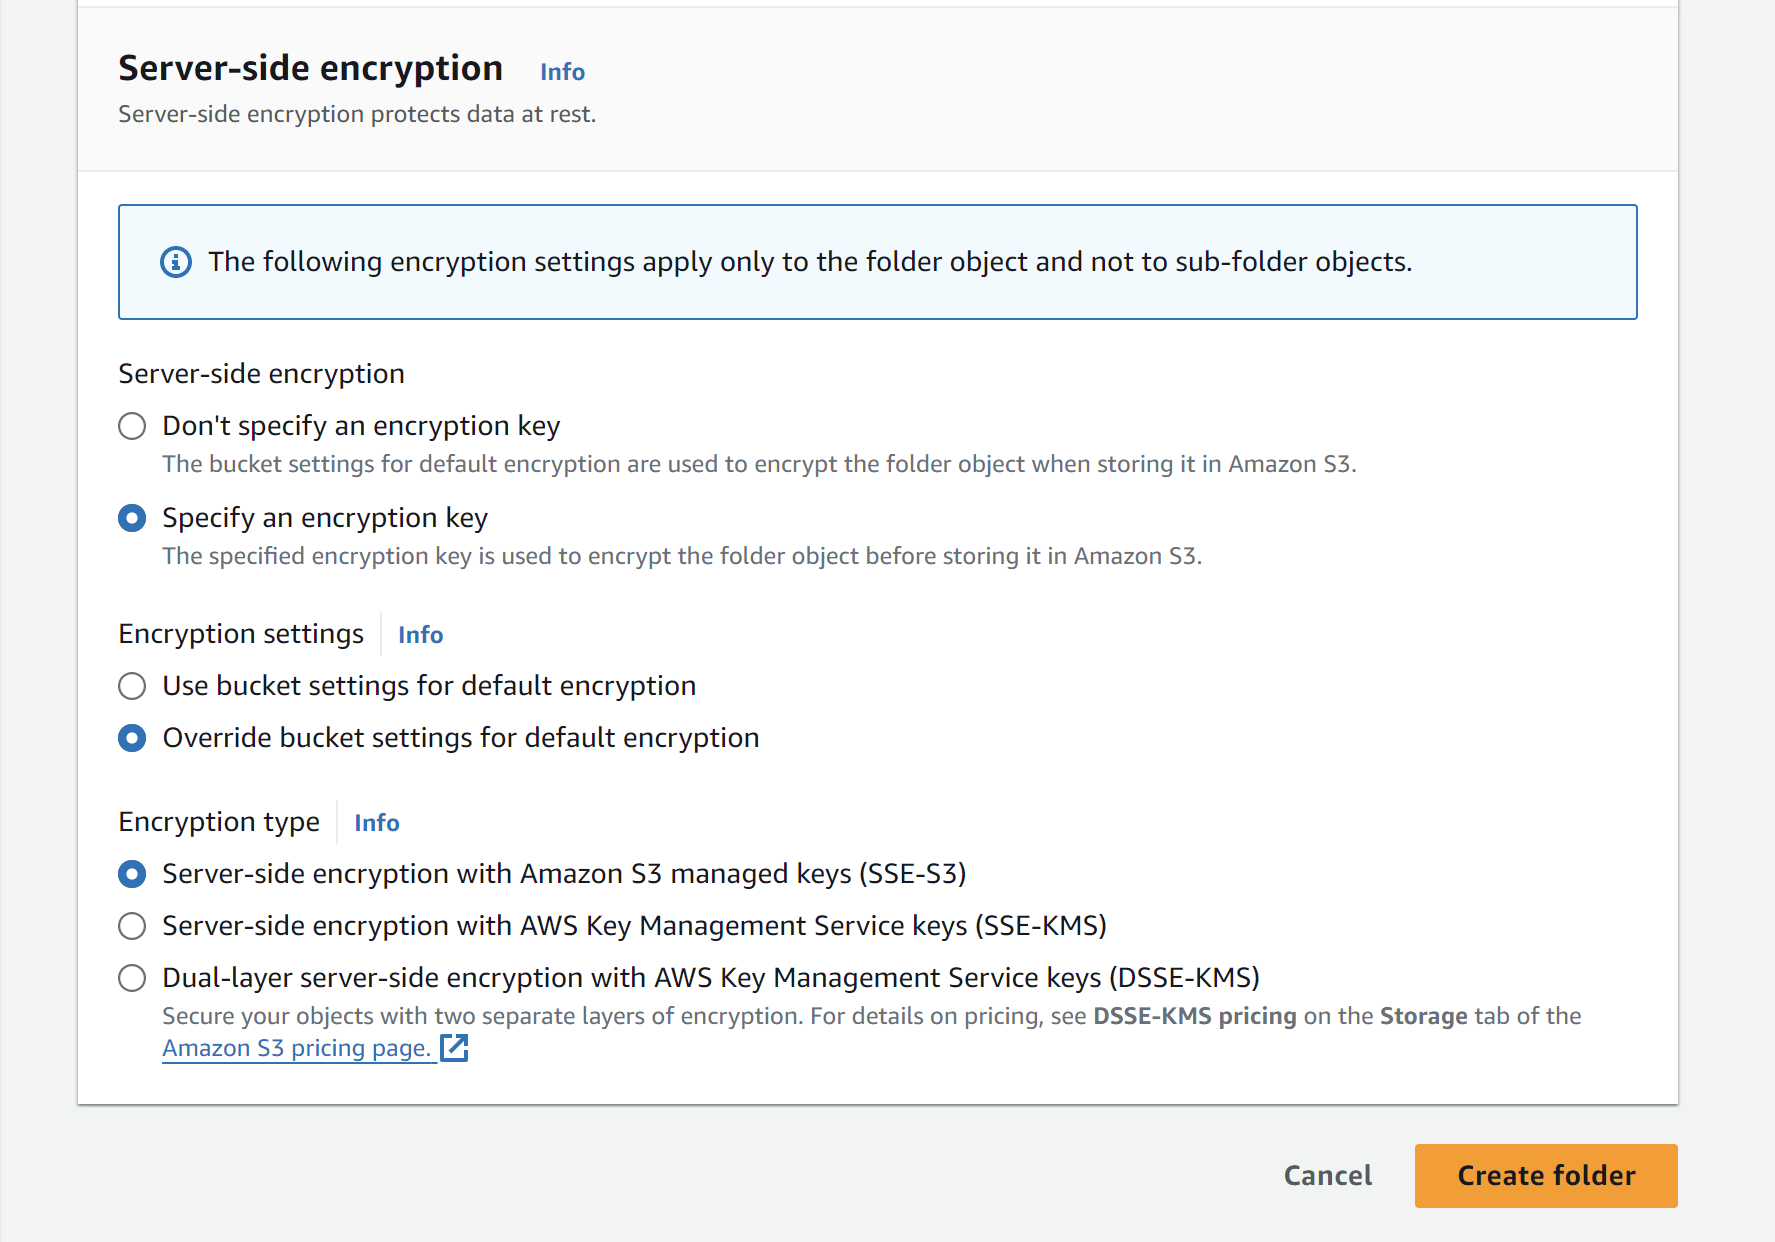 Server-side encryption Info
Server-side encryption protects data at rest.
The following encryption settings apply only to the folder object and not to sub-folder objects.
Server-side encryption
Don't specify an encryption key
The bucket settings for default encryption are used to encrypt the folder object when storing it in Amazon S3.
Specify an encryption key
The specified encryption key is used to encrypt the folder object before storing it in Amazon S3.
Encryption settings Info
Use bucket settings for default encryption
Override bucket settings for default encryption
Encryption type Info
Server-side encryption with Amazon S3 managed keys (SSE-S3)
Server-side encryption with AWS Key Management Service keys (SSE-KMS)
Dual-layer server-side encryption with AWS Key Management Service keys (DSSE-KMS)
Secure your objects with two separate layers of encryption. For details on pricing, see DSSE-KMS pricing on the Storage tab of the
Amazon S3 pricing page.
Cancel Create folder